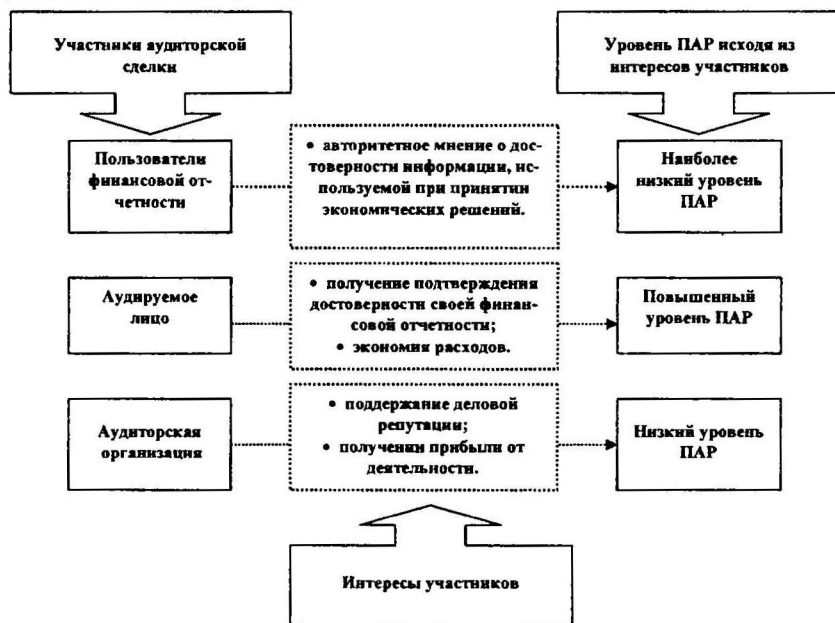 Участники аудиторской
сделки
Уровень ПАР исходя из
интересов участников
Пользователи
финансовой от-
четности
• авторитетное мнение о дос-
товерности информации, ис-
пользуемой при принятии
экономических решений.
Наиболее
низкий уровень
ПАР
Аудируемое
лицо
• получение подтверждения
достоверности своей финан-
совой отчетности;
• экономия расходов.
Повышенный
уровень ПАР
Аудиторская
организация
• поддержание деловой
репутации;
• получении прибыли от
деятельности.
Низкий уровень
ПАР
Интересы участников